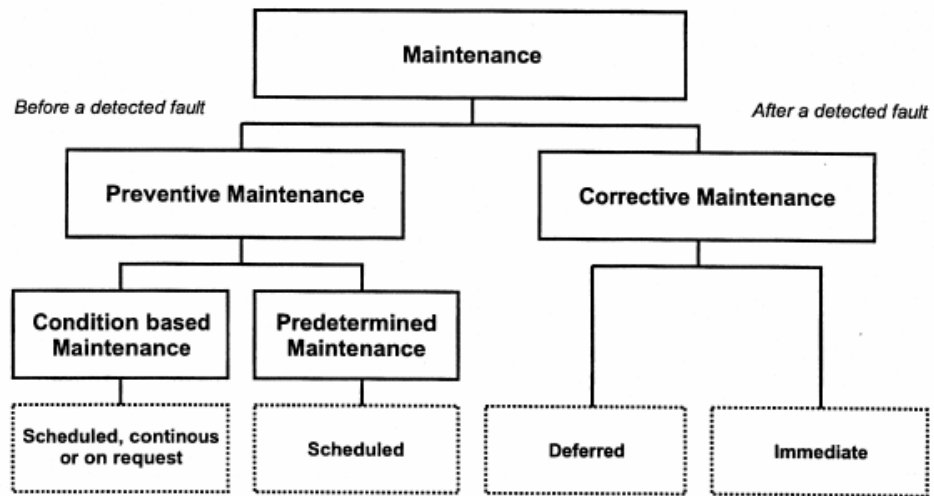 Maintenance
Before a detected fault
After a detected fault
Preventive Maintenance
Corrective Maintenance
Condition based
Maintenance
Predetermined
Maintenance
Scheduled, continous
or on request
Scheduled
Deferred
Immediate